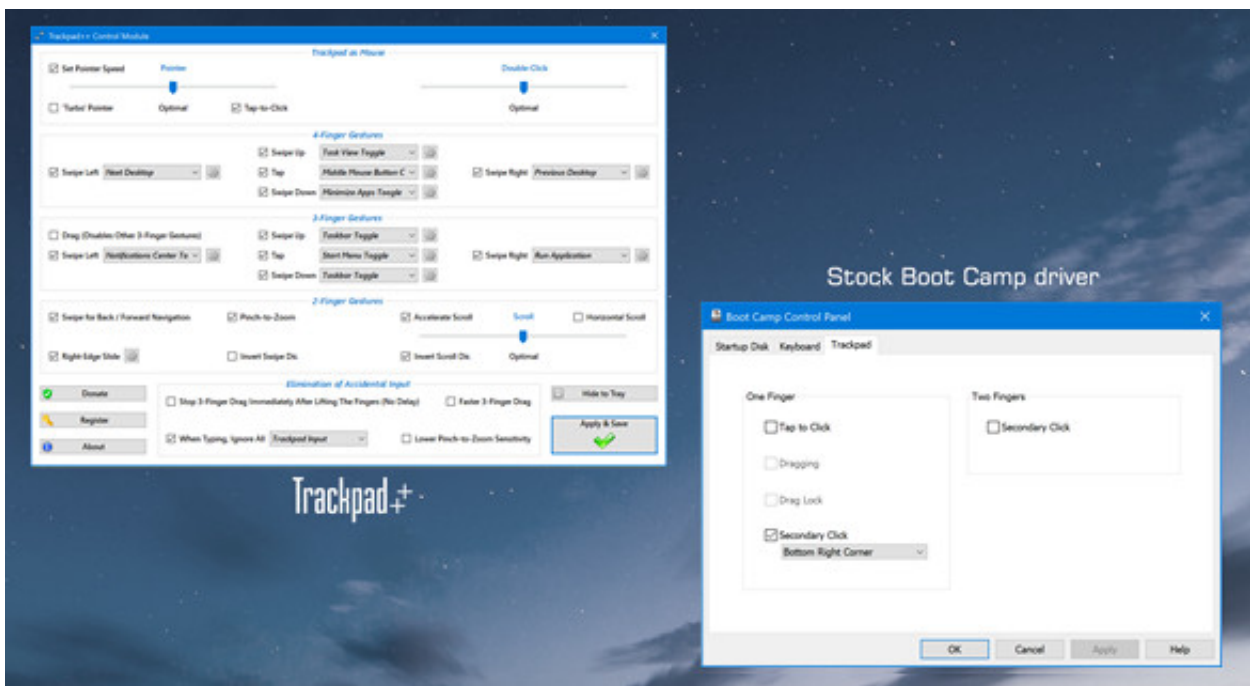 Trackpad++ Control Module
Trackpad as Mouse
Set Pointer Speed Pointer Double-Click
'Turbo' Pointer Optimal Tap-to-Click Optimal
4-Finger Gestures
Swipe Up Task View Toggle
Swipe Left Next Desktop Tap Middle Mouse Button C Swipe Right Previous Desktop
Swipe Down Minimize Apps Toogle
3-Finger Gestures
Drag (Disables Other 3-Finger Gestures) Swipe Up Taskbar Toggle
Swipe Left Notifications Center To Tap Start Menu Toggle Swipe Right Run Application
Swipe Down Taskbar Toggle
2-Finger Gestures
Swipe for Back / Forward Navigation Pinch-to-Zoom Accelerate Scroll Scroll Horizontal Scroll
Right-Edge Slide Invert Swipe Dir. Invert Scroll Dir. Optimal
Elimination of Accidental Input
Donate Stop 3-Finger Drag Immediately After Lifting The Fingers (No Delay) Faster 3-Finger Drag Hide to Tray
Register Apply & Save
About When Typing, Ignore All Trackpad Input Lower Pinch-to-Zoom Sensitivity
Trackpad++
Stock Boot Camp driver
Boot Camp Control Panel
Startup Disk Keyboard Trackpad
One Finger Two Fingers
Tap to Click Secondary Click
Dragging
Drag Lock
Secondary Click
Bottom Right Corner
OK Cancel Apply Help